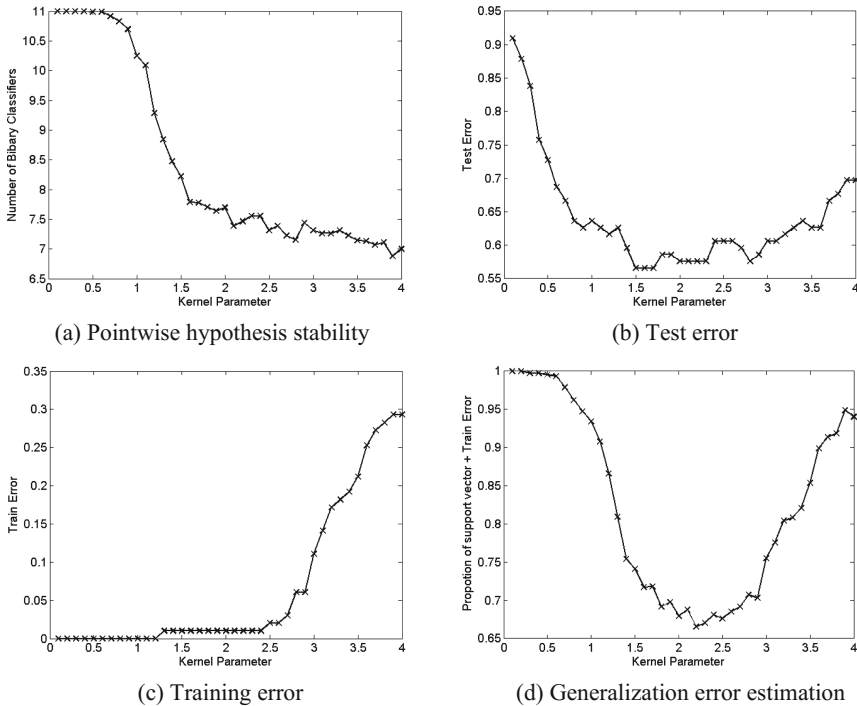 11
10.5
10
9.5
9
8.5
8
7.5
7
6.5
0 0.5 1 1.5 2 2.5 3 3.5 4
Number of Bibary Classifiers
Kernel Parameter
(a) Pointwise hypothesis stability
0.95
0.9
0.85
0.8
0.75
0.7
0.65
0.6
0.55
0 0.5 1 1.5 2 2.5 3 3.5 4
Test Error
Kernel Parameter
(b) Test error
0.35
0.3
0.25
0.2
0.15
0.1
0.05
0
0 0.5 1 1.5 2 2.5 3 3.5 4
Train Error
Kernel Parameter
(c) Training error
1
0.95
0.9
0.85
0.8
0.75
0.7
0.65
0 0.5 1 1.5 2 2.5 3 3.5 4
Propotion of support vector + Train Error
Kernel Parameter
(d) Generalization error estimation